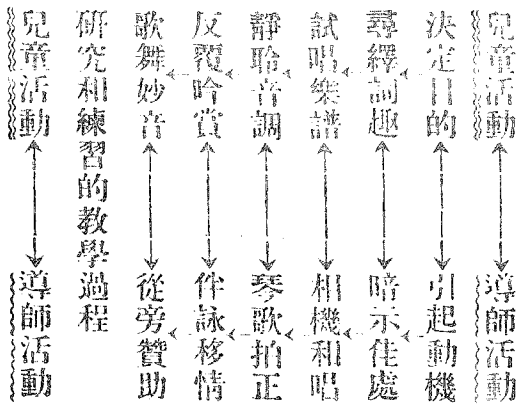 兒童活動 導師活動
決定目的 引起動機
尋繹詞趣 暗示佳處
試唱樂譜 相機和唱
靜聆音調 琴歌拍正
反覆吟賞 伴詠移情
歌舞妙音 從旁贊助
研究和練習的教學過程
兒童活動 導師活動